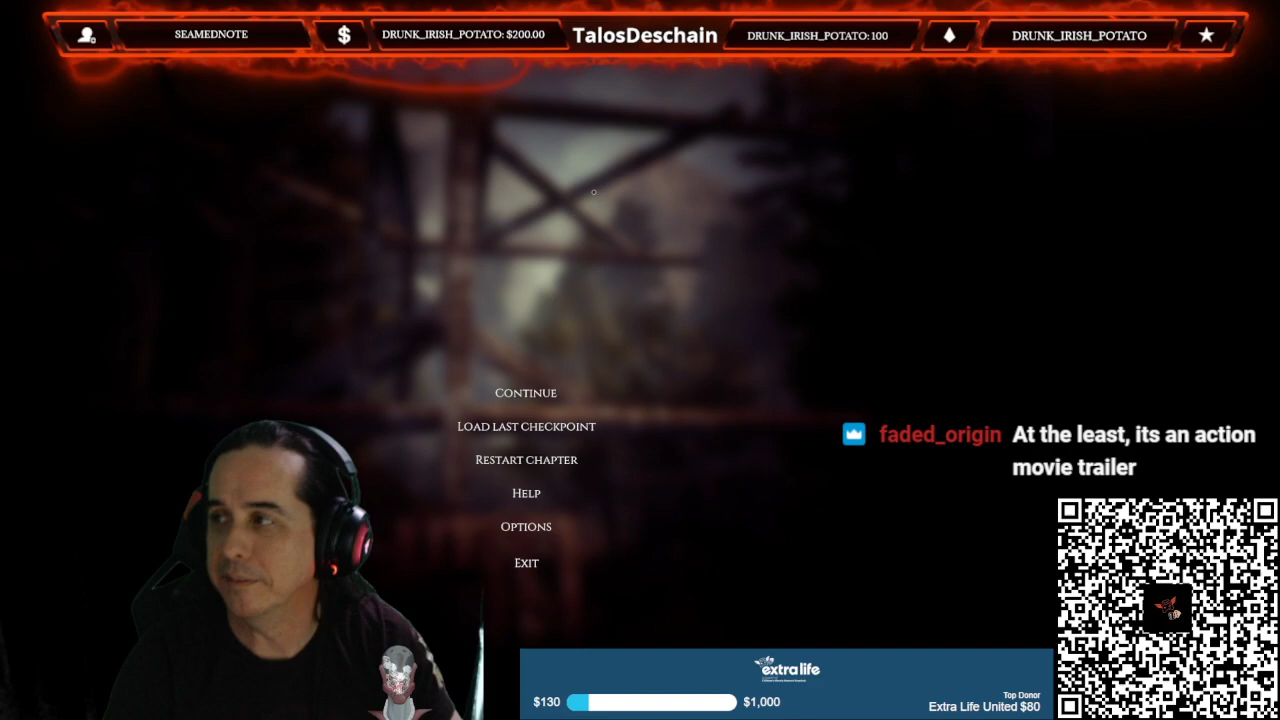 SEAMEDNOTE
$
DRUNK_IRISH_POTATO: $200.00
TalosDeschain
DRUNK_IRISH_POTATO: 100
DRUNK_IRISH_POTATO
CONTINUE
LOAD LAST CHECKPOINT
RESTART CHAPTER
HELP
OPTIONS
EXIT
faded_origin At the least, its an action
movie trailer
extra life
$130
$1,000
Top Donor
Extra Life United $80